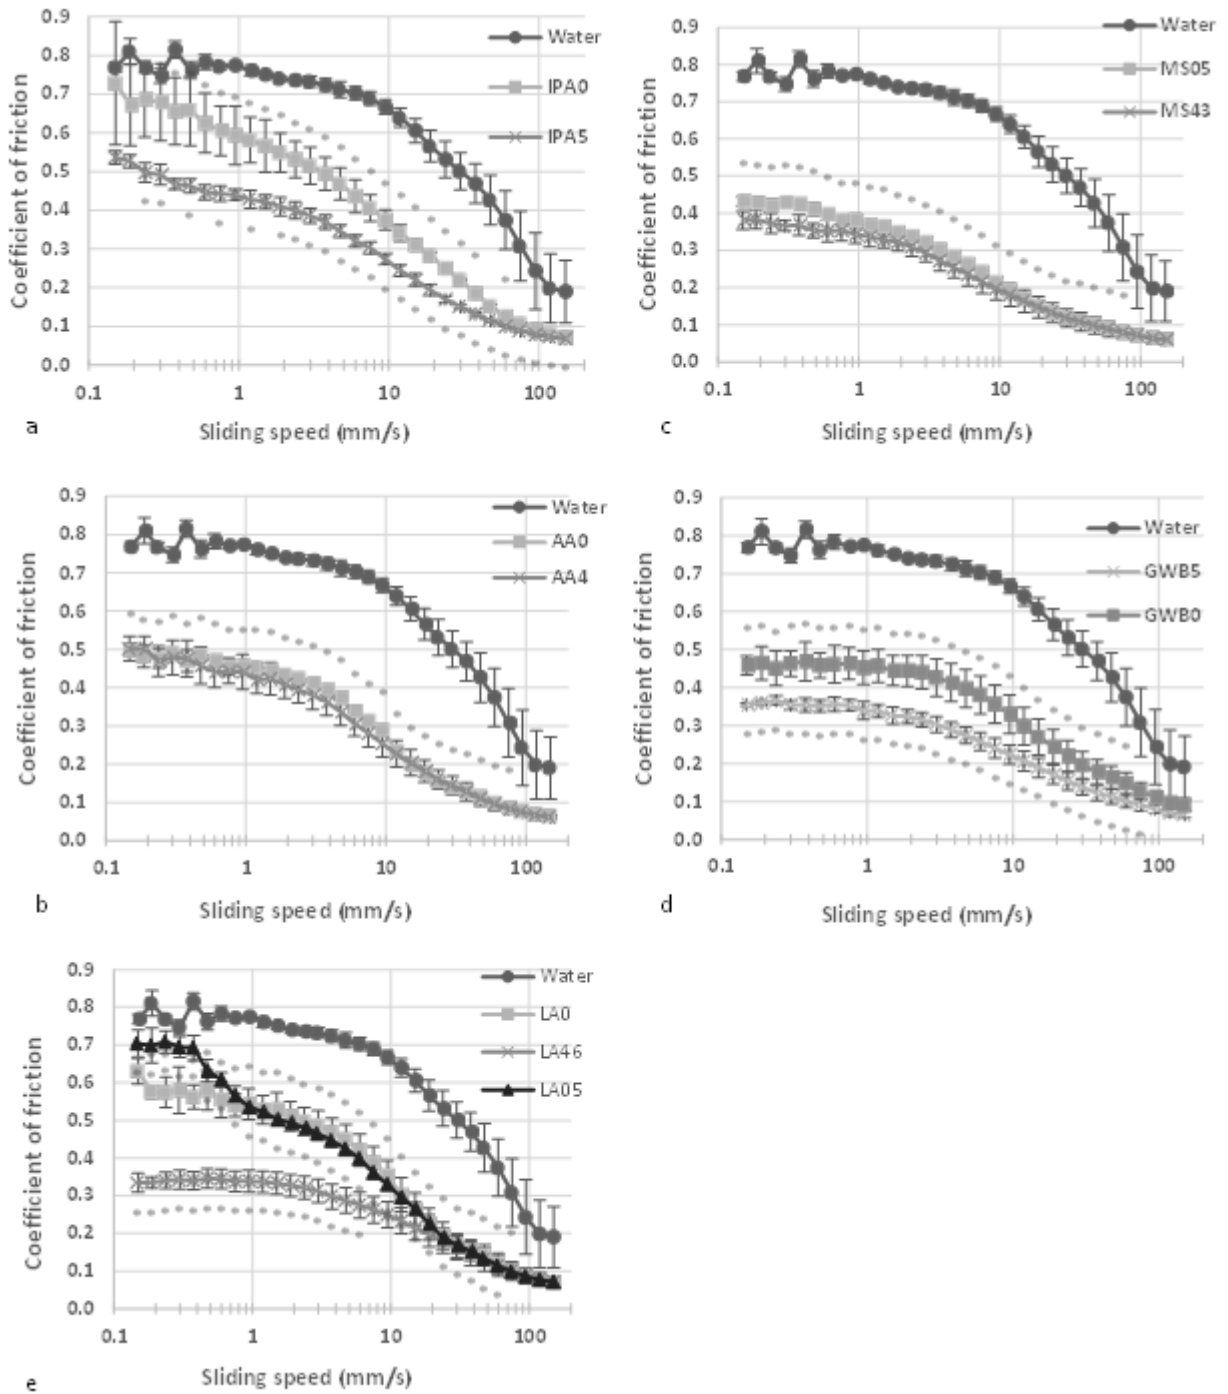 0.9
0.8
0.7
0.6
0.5
0.4
0.3
0.2
0.1
0.0
Coefficient of friction
Water
IPA0
IPA5
0.1 1 10 100
Sliding speed (mm/s)
a
0.9
0.8
0.7
0.6
0.5
0.4
0.3
0.2
0.1
0.0
Coefficient of friction
Water
MS05
MS43
0.1 1 10 100
Sliding speed (mm/s)
c
0.9
0.8
0.7
0.6
0.5
0.4
0.3
0.2
0.1
0.0
Coefficient of friction
Water
AA0
AA4
0.1 1 10 100
Sliding speed (mm/s)
b
0.9
0.8
0.7
0.6
0.5
0.4
0.3
0.2
0.1
0.0
Coefficient of friction
Water
GWB5
GWB0
0.1 1 10 100
Sliding speed (mm/s)
d
0.9
0.8
0.7
0.6
0.5
0.4
0.3
0.2
0.1
0.0
Coefficient of friction
Water
LA0
LA46
LA05
0.1 1 10 100
Sliding speed (mm/s)
e